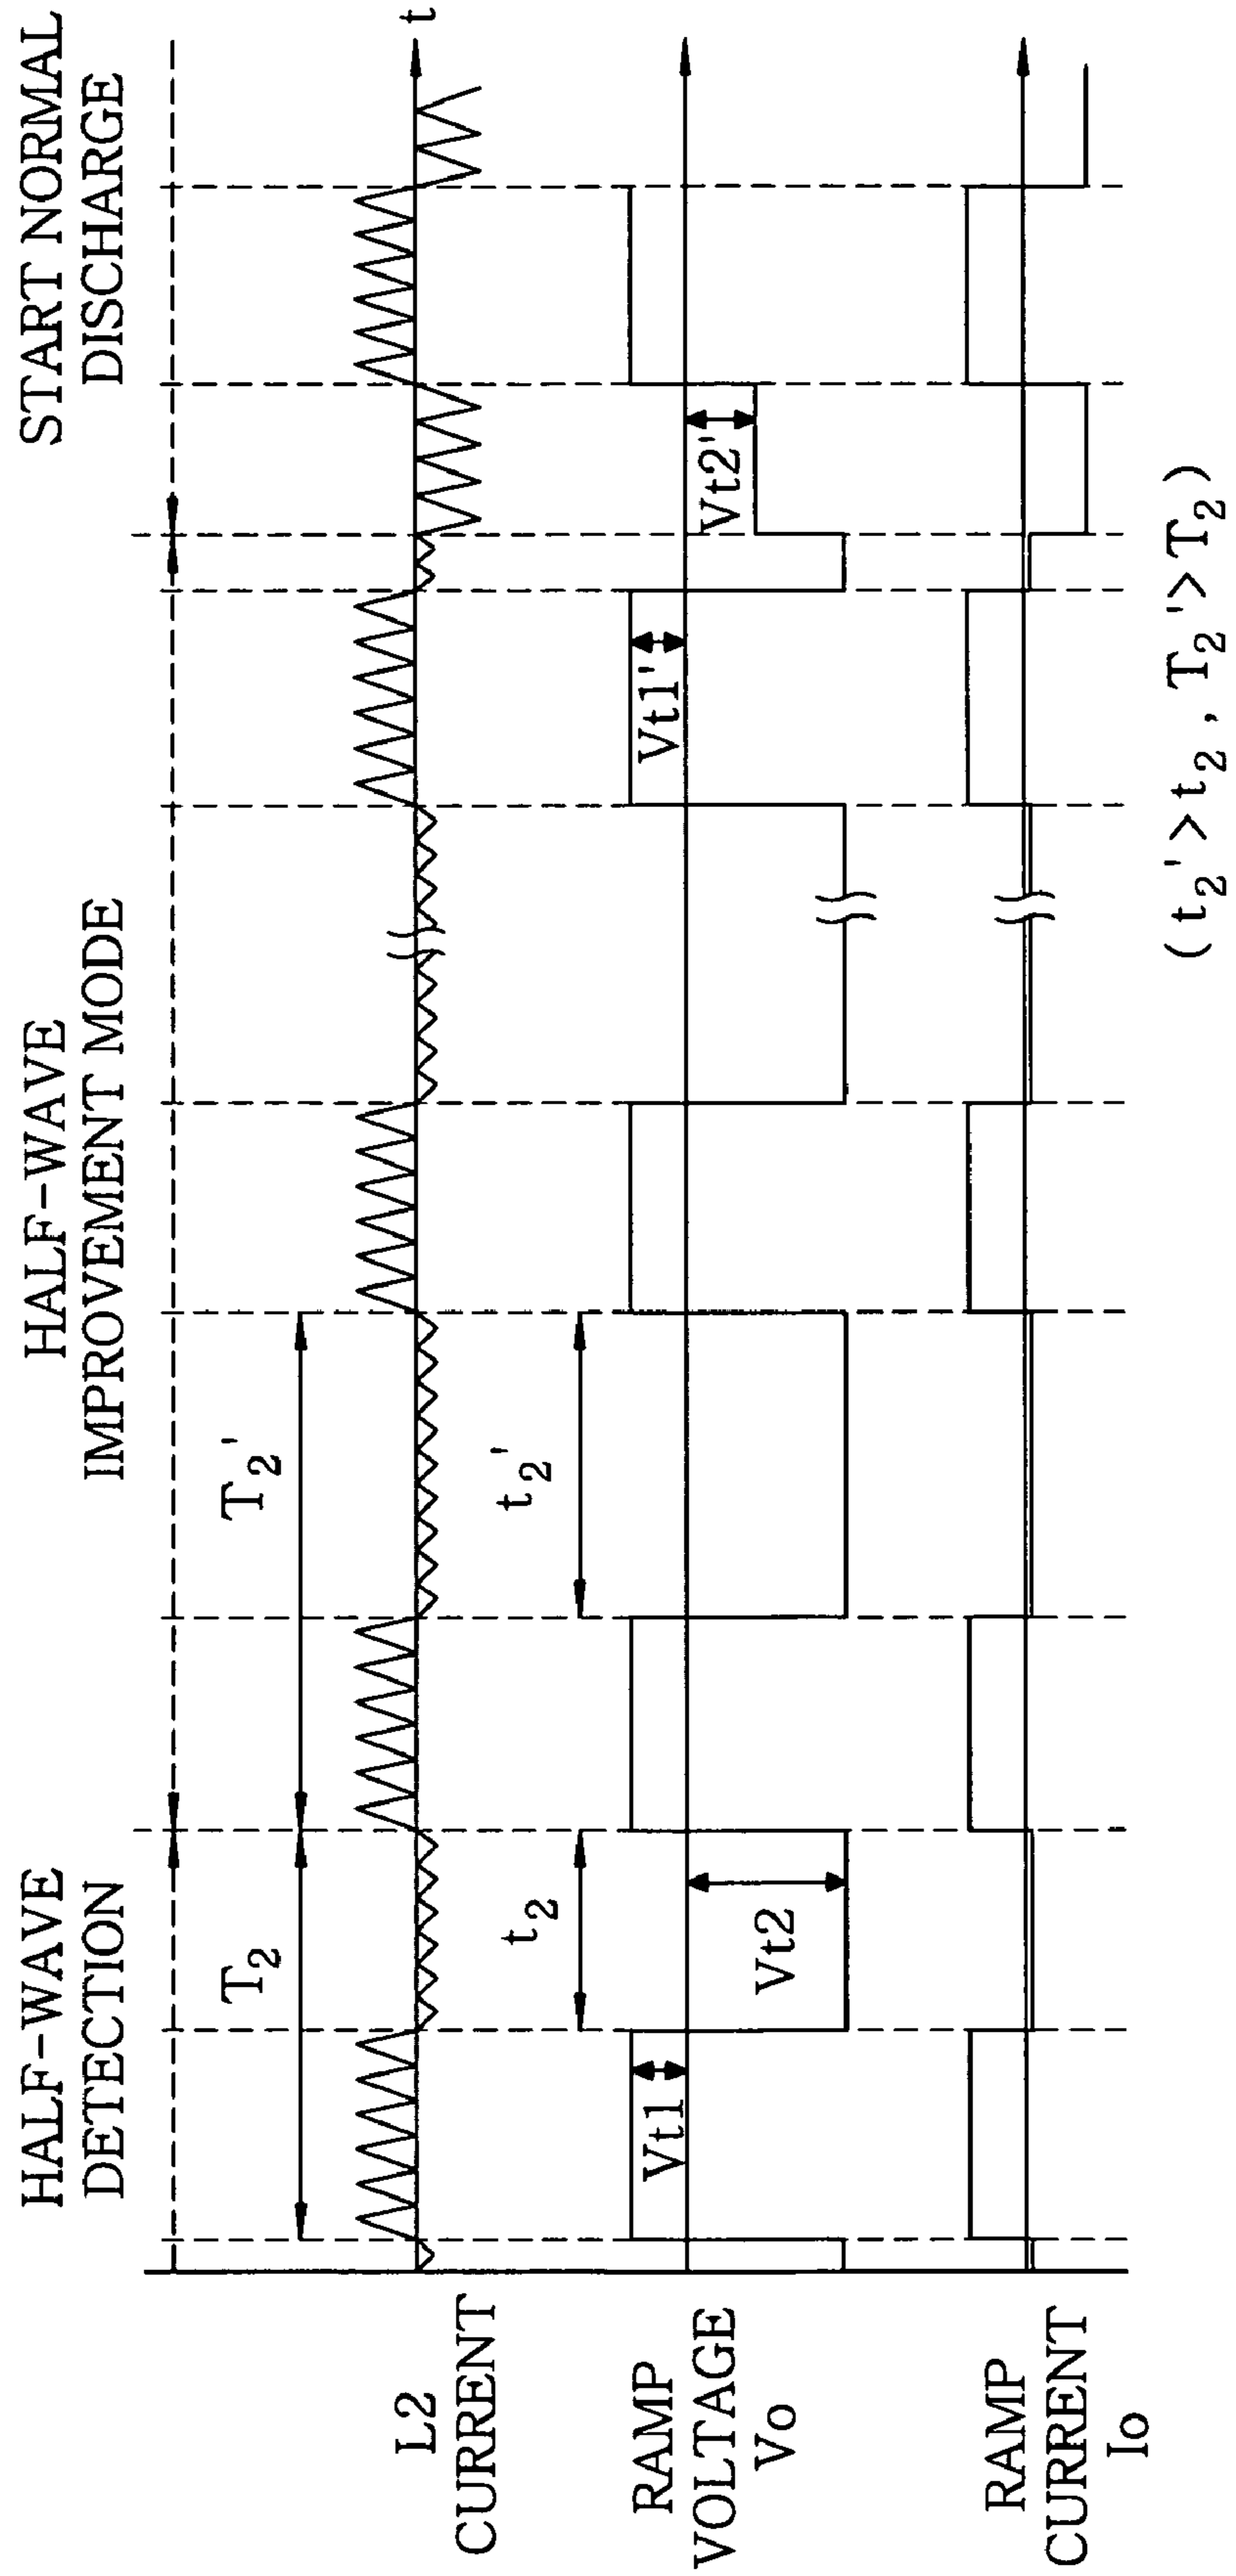 HALF-WAVE
DETECTION
HALF-WAVE
IMPROVEMENT MODE
START NORMAL
DISCHARGE
T₂
T₂'
L2
CURRENT
t
t₂
t₂'
RAMP
VOLTAGE
Vo
Vt1
Vt2
Vt1'
Vt2'
RAMP
CURRENT
Io
(t₂'>t₂, T₂'>T₂)